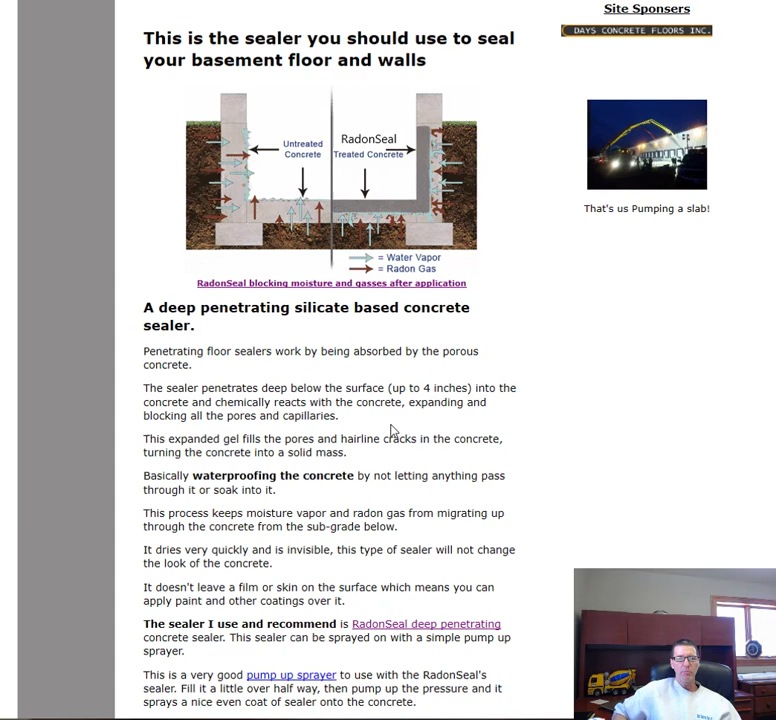 Site Sponsers
DAYS CONCRETE FLOORS INC.
That's us Pumping a slab!
This is the sealer you should use to seal
your basement floor and walls
Untreated
Concrete
RadonSeal
Treated Concrete
= Water Vapor
= Radon Gas
RadonSeal blocking moisture and gasses after application
A deep penetrating silicate based concrete
sealer.
Penetrating floor sealers work by being absorbed by the porous
concrete.
The sealer penetrates deep below the surface (up to 4 inches) into the
concrete and chemically reacts with the concrete, expanding and
blocking all the pores and capillaries.
This expanded gel fills the pores and hairline cracks in the concrete,
turning the concrete into a solid mass.
Basically waterproofing the concrete by not letting anything pass
through it or soak into it.
This process keeps moisture vapor and radon gas from migrating up
through the concrete from the sub-grade below.
It dries very quickly and is invisible, this type of sealer will not change
the look of the concrete.
It doesn't leave a film or skin on the surface which means you can
apply paint and other coatings over it.
The sealer I use and recommend is RadonSeal deep penetrating
concrete sealer. This sealer can be sprayed on with a simple pump up
sprayer.
This is a very good pump up sprayer to use with the RadonSeal's
sealer. Fill it a little over half way, then pump up the pressure and it
sprays a nice even coat of sealer onto the concrete.